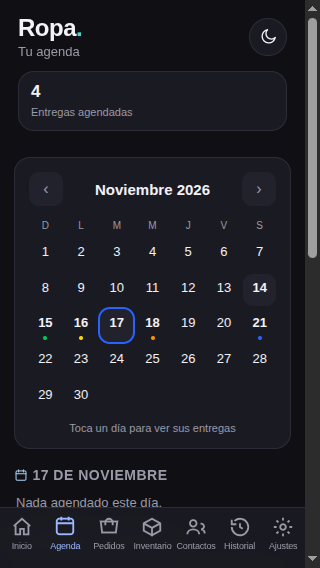 Ropa.
Tu agenda
4
Entregas agendadas
‹ Noviembre 2026 ›
D L M M J V S
1 2 3 4 5 6 7
8 9 10 11 12 13 14
15 16 17 18 19 20 21
22 23 24 25 26 27 28
29 30
Toca un día para ver sus entregas
17 DE NOVIEMBRE
Nada agendado este día.
Inicio Agenda Pedidos Inventario Contactos Historial Ajustes